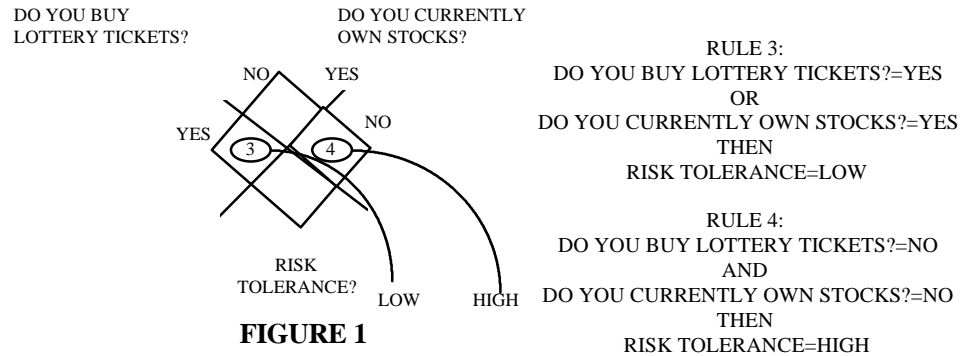 DO YOU BUY
LOTTERY TICKETS?
DO YOU CURRENTLY
OWN STOCKS?
NO
YES
YES
NO
3
4
RISK
TOLERANCE?
LOW
HIGH
FIGURE 1
RULE 3:
DO YOU BUY LOTTERY TICKETS?=YES
OR
DO YOU CURRENTLY OWN STOCKS?=YES
THEN
RISK TOLERANCE=LOW
RULE 4:
DO YOU BUY LOTTERY TICKETS?=NO
AND
DO YOU CURRENTLY OWN STOCKS?=NO
THEN
RISK TOLERANCE=HIGH